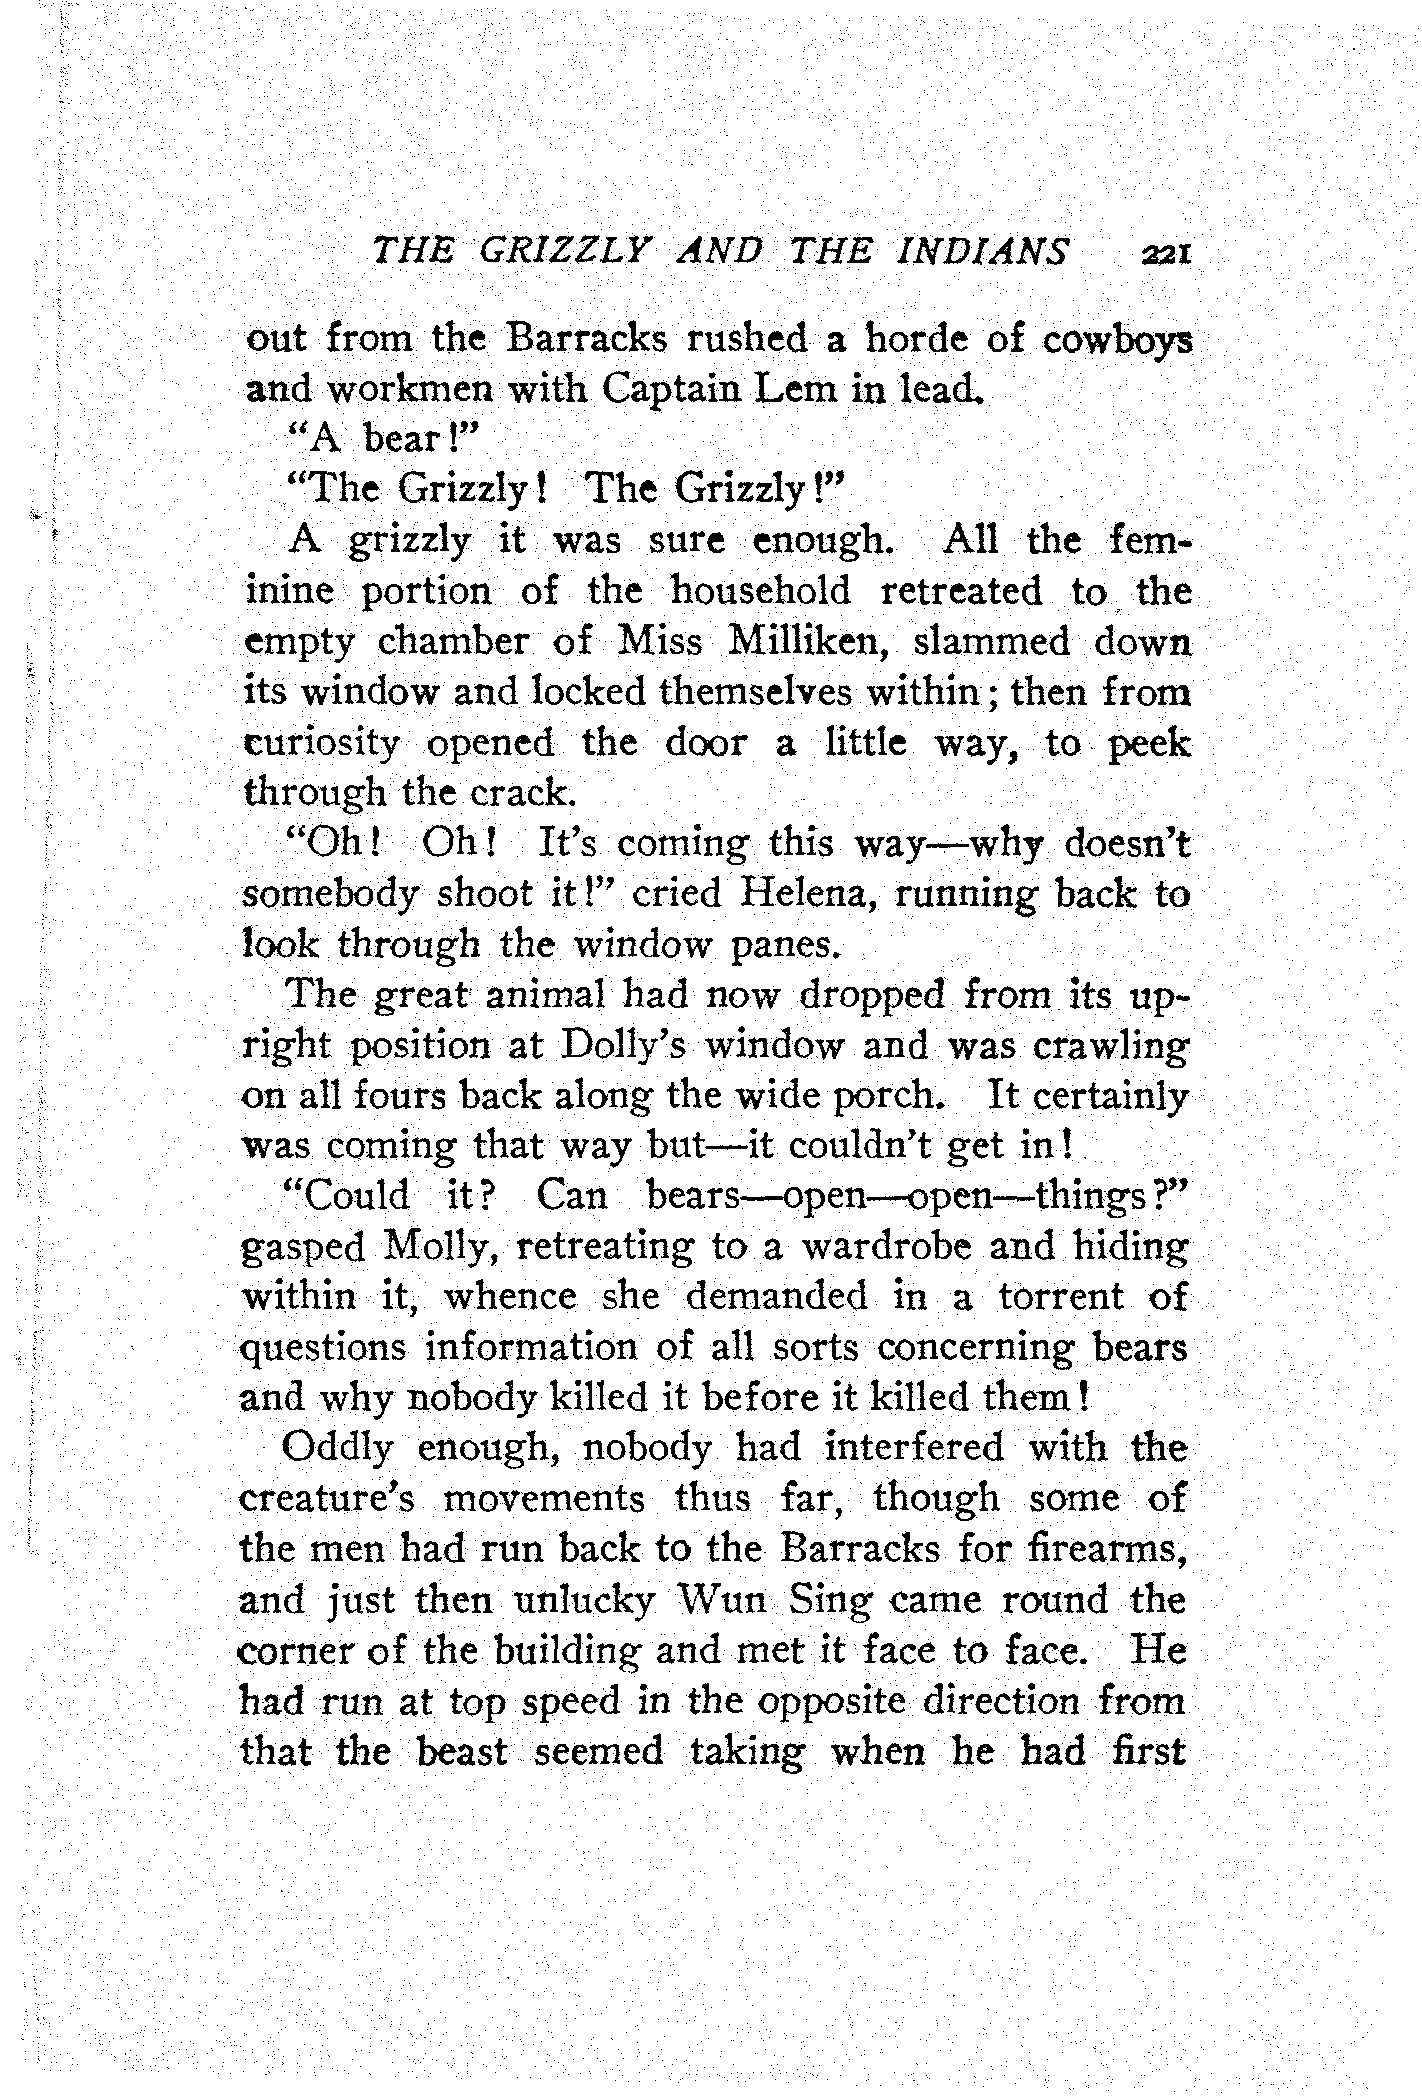 THE GRIZZLY AND THE INDIANS 221
out from the Barracks rushed a horde of cowboys
and workmen with Captain Lem in lead.
“A bear!”
“The Grizzly! The Grizzly!”
A grizzly it was sure enough. All the fem-
inine portion of the household retreated to the
empty chamber of Miss Milliken, slammed down
its window and locked themselves within; then from
curiosity opened the door a little way, to peek
through the crack.
“Oh! Oh! It’s coming this way—why doesn’t
somebody shoot it!” cried Helena, running back to
look through the window panes.
The great animal had now dropped from its up-
right position at Dolly’s window and was crawling
on all fours back along the wide porch. It certainly
was coming that way but—it couldn’t get in!
“Could it? Can bears—open—open—things?”
gasped Molly, retreating to a wardrobe and hiding
within it, whence she demanded in a torrent of
questions information of all sorts concerning bears
and why nobody killed it before it killed them!
Oddly enough, nobody had interfered with the
creature’s movements thus far, though some of
the men had run back to the Barracks for firearms,
and just then unlucky Wun Sing came round the
corner of the building and met it face to face. He
had run at top speed in the opposite direction from
that the beast seemed taking when he had first